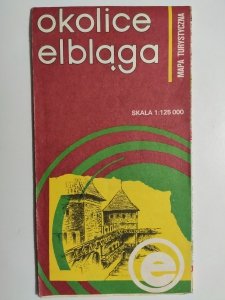 okolice
elbląga
MAPA TURYSTYCZNA
SKALA 1:125 000
e